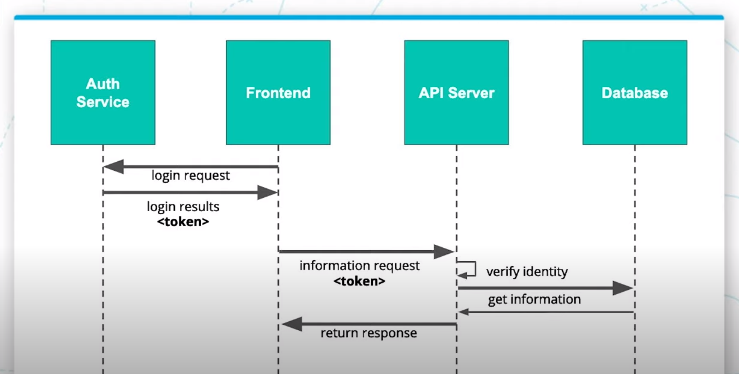 Auth
Service
Frontend
API Server
Database
login request
login results
<token>
information request
<token>
verify identity
get information
return response